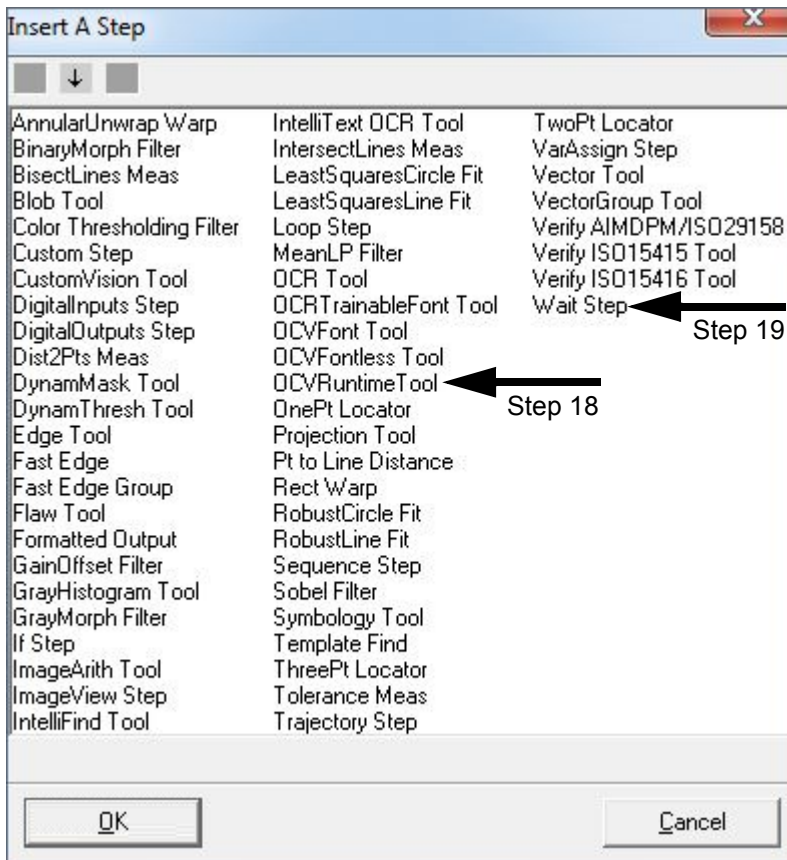 Insert A Step
AnnularUnwrap Warp
BinaryMorph Filter
BisectLines Meas
Blob Tool
Color Thresholding Filter
Custom Step
CustomVision Tool
DigitalInputs Step
DigitalOutputs Step
Dist2Pts Meas
DynamMask Tool
DynamThresh Tool
Edge Tool
Fast Edge
Fast Edge Group
Flaw Tool
Formatted Output
GainOffset Filter
GrayHistogram Tool
GrayMorph Filter
If Step
ImageArith Tool
ImageView Step
IntelliFind Tool
IntelliText OCR Tool
IntersectLines Meas
LeastSquaresCircle Fit
LeastSquaresLine Fit
Loop Step
MeanLP Filter
OCR Tool
OCRTrainableFont Tool
OCVFont Tool
OCVFontless Tool
OCVRuntimeTool
Step 18
OnePt Locator
Projection Tool
Pt to Line Distance
Rect Warp
RobustCircle Fit
RobustLine Fit
Sequence Step
Sobel Filter
Symbology Tool
Template Find
ThreePt Locator
Tolerance Meas
Trajectory Step
TwoPt Locator
VarAssign Step
Vector Tool
VectorGroup Tool
Verify AIMDPM/ISO29158
Verify ISO15415 Tool
Verify ISO15416 Tool
Wait Step
Step 19
OK
Cancel